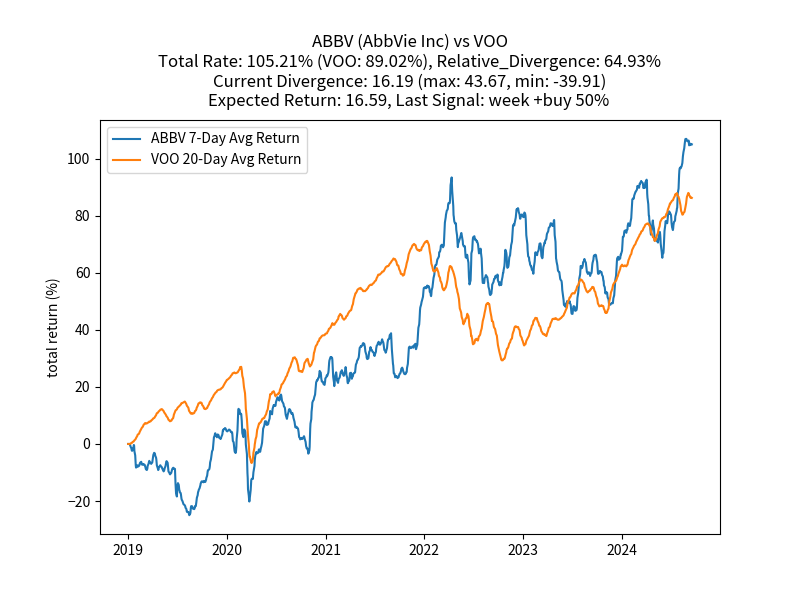 ABBV (AbbVie Inc) vs VOO
Total Rate: 105.21% (VOO: 89.02%), Relative_Divergence: 64.93%
Current Divergence: 16.19 (max: 43.67, min: -39.91)
Expected Return: 16.59, Last Signal: week +buy 50%
ABBV 7-Day Avg Return
VOO 20-Day Avg Return
total return (%)
100
80
60
40
20
0
−20
2019 2020 2021 2022 2023 2024